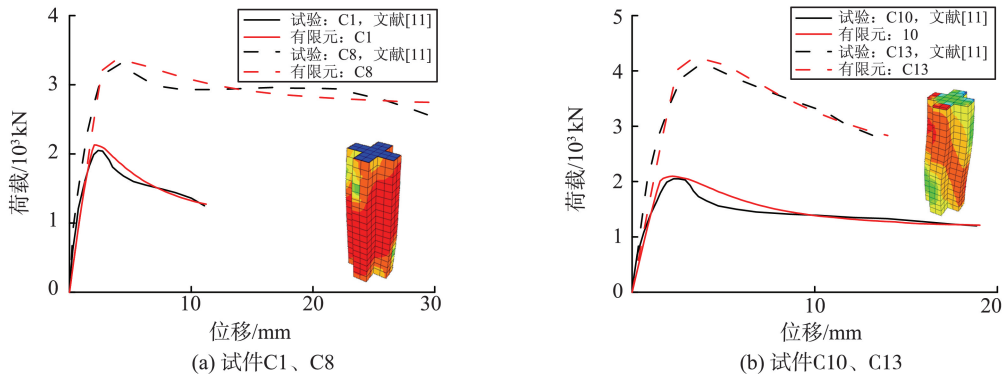 荷载/10³kN
4
3
2
1
0
10
20
30
位移/mm
试验: C1, 文献[11]
有限元: C1
试验: C8, 文献[11]
有限元: C8
(a) 试件C1、C8
荷载/10³kN
5
4
3
2
1
0
10
20
位移/mm
试验: C10, 文献[11]
有限元: 10
试验: C13, 文献[11]
有限元: C13
(b) 试件C10、C13